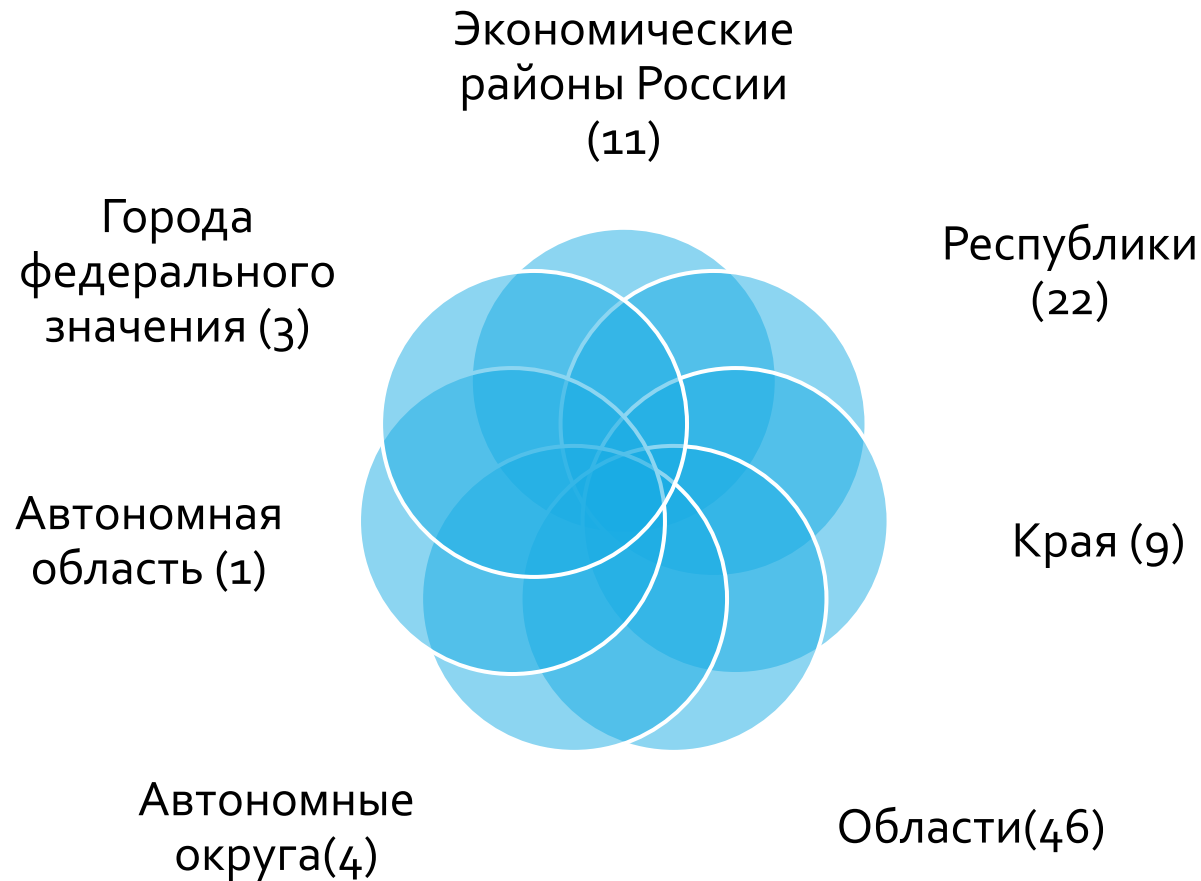 Экономические
районы России
(11)
Республики
(22)
Края (9)
Области(46)
Автономные
округа(4)
Автономная
область (1)
Города
федерального
значения (3)